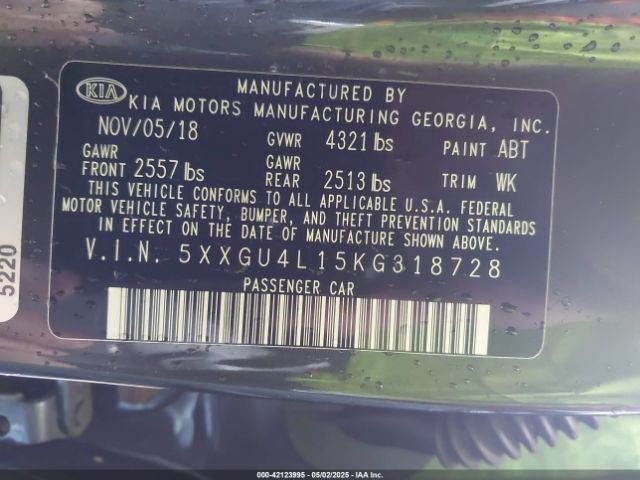 KIA
MANUFACTURED BY
KIA MOTORS MANUFACTURING GEORGIA, INC.
NOV/05/18 GVWR 4321 lbs PAINT ABT
GAWR FRONT 2557 lbs GAWR REAR 2513 lbs TRIM WK
THIS VEHICLE CONFORMS TO ALL APPLICABLE U.S.A. FEDERAL
MOTOR VEHICLE SAFETY, BUMPER, AND THEFT PREVENTION STANDARDS
IN EFFECT ON THE DATE OF MANUFACTURE SHOWN ABOVE.
V.I.N. 5XXGU4L15KG318728
PASSENGER CAR
5220
000-42123995 - 05/02/2025 - IAA Inc.